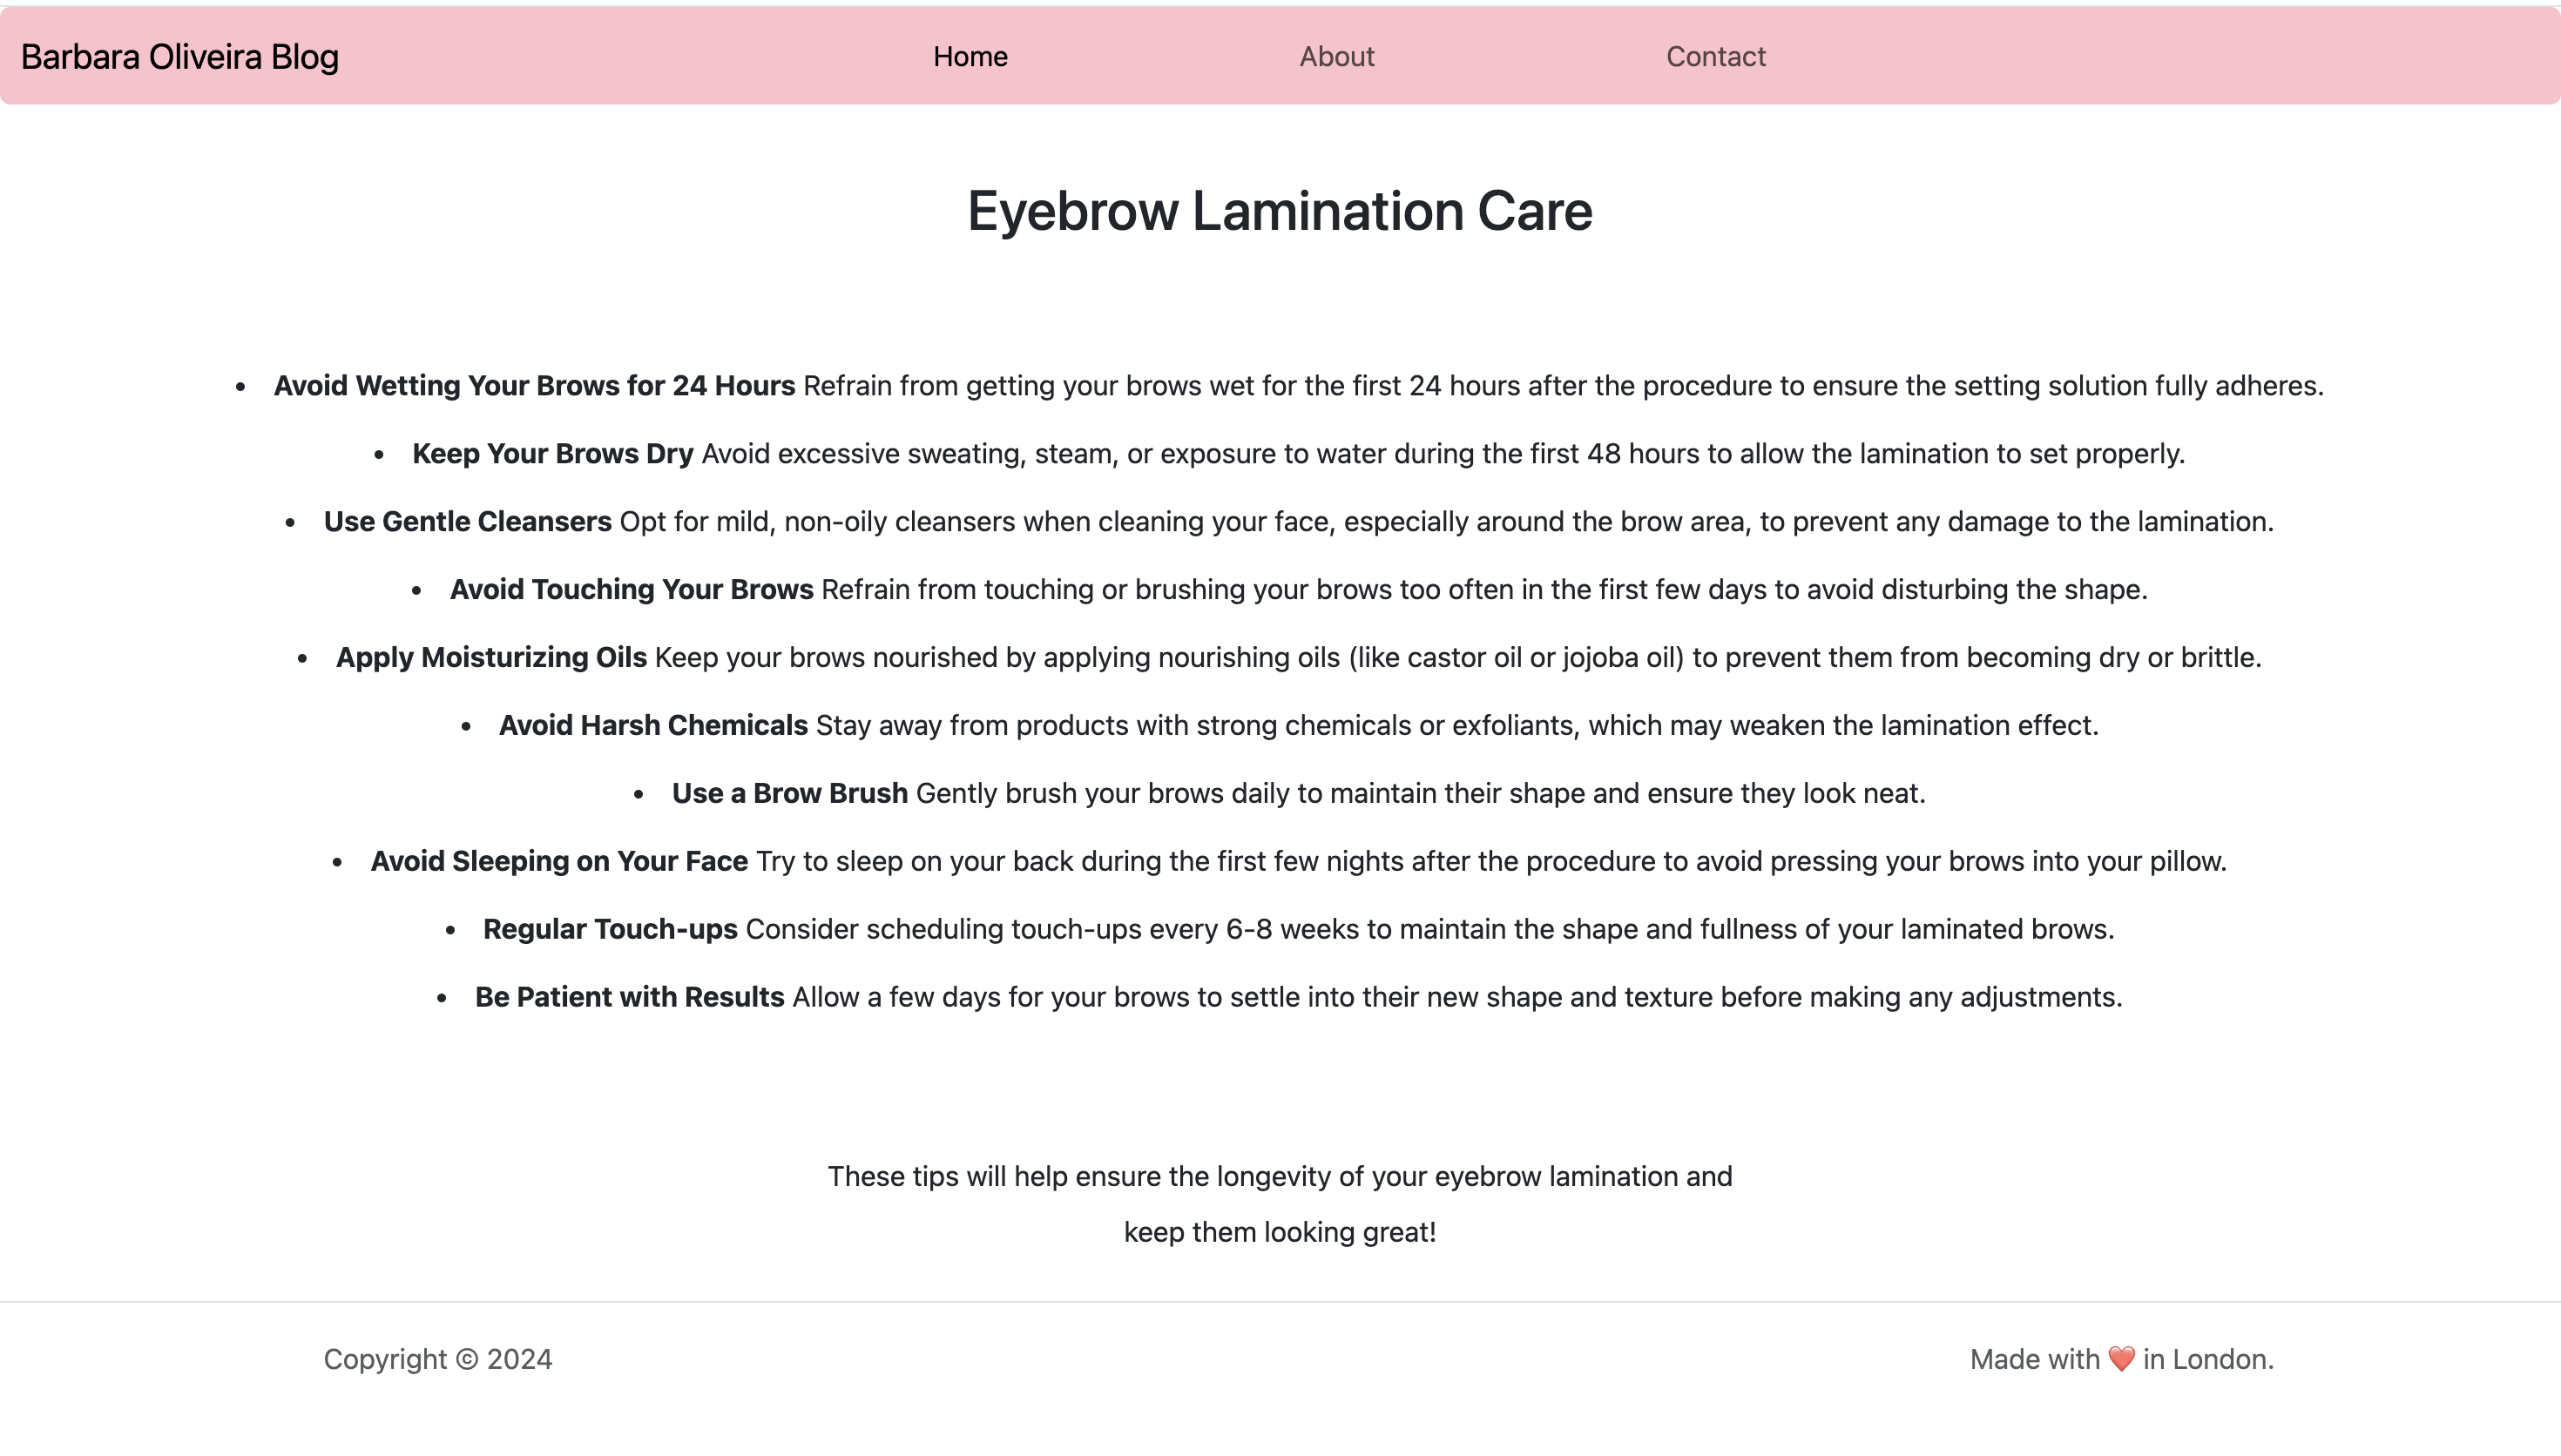 Barbara Oliveira Blog Home About Contact
Eyebrow Lamination Care
• Avoid Wetting Your Brows for 24 Hours Refrain from getting your brows wet for the first 24 hours after the procedure to ensure the setting solution fully adheres.
• Keep Your Brows Dry Avoid excessive sweating, steam, or exposure to water during the first 48 hours to allow the lamination to set properly.
• Use Gentle Cleansers Opt for mild, non-oily cleansers when cleaning your face, especially around the brow area, to prevent any damage to the lamination.
• Avoid Touching Your Brows Refrain from touching or brushing your brows too often in the first few days to avoid disturbing the shape.
• Apply Moisturizing Oils Keep your brows nourished by applying nourishing oils (like castor oil or jojoba oil) to prevent them from becoming dry or brittle.
• Avoid Harsh Chemicals Stay away from products with strong chemicals or exfoliants, which may weaken the lamination effect.
• Use a Brow Brush Gently brush your brows daily to maintain their shape and ensure they look neat.
• Avoid Sleeping on Your Face Try to sleep on your back during the first few nights after the procedure to avoid pressing your brows into your pillow.
• Regular Touch-ups Consider scheduling touch-ups every 6-8 weeks to maintain the shape and fullness of your laminated brows.
• Be Patient with Results Allow a few days for your brows to settle into their new shape and texture before making any adjustments.
These tips will help ensure the longevity of your eyebrow lamination and
keep them looking great!
Copyright © 2024 Made with ❤️ in London.